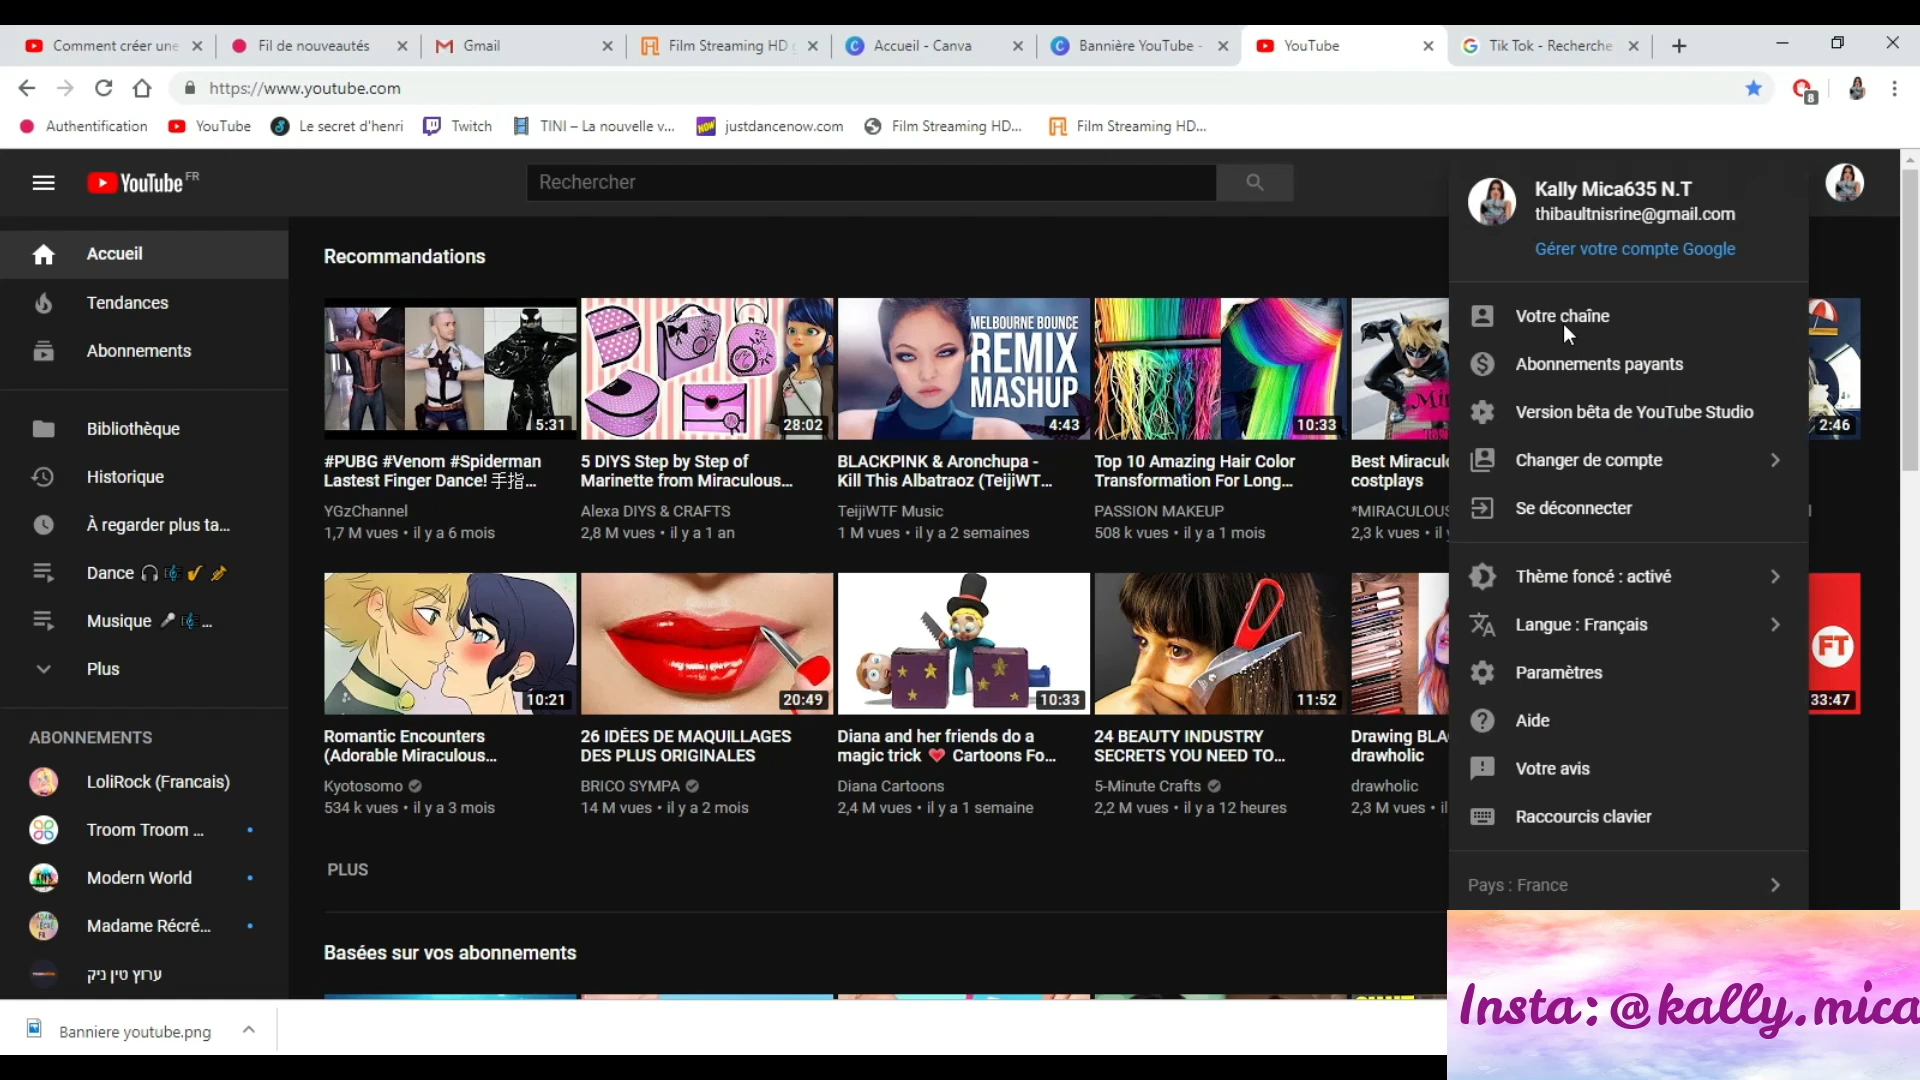 Comment créer une
Fil de nouveautés
Gmail
Film Streaming HD
Accueil - Canva
Bannière YouTube -
YouTube
Tik Tok - Recherche
https://www.youtube.com
8
Authentification
YouTube
Le secret d'henri
Twitch
TINI – La nouvelle v...
justdancenow.com
Film Streaming HD...
Film Streaming HD...
YouTube FR
Rechercher
Kally Mica635 N.T
thibaultnisrine@gmail.com
Gérer votre compte Google
Accueil
Tendances
Abonnements
Bibliothèque
Historique
À regarder plus ta...
Dance
Musique ...
Plus
ABONNEMENTS
LoliRock (Francais)
Troom Troom ...
Modern World
Madame Récré...
ערוץ טין ניק
Recommandations
5:31
28:02
MELBOURNE BOUNCE
REMIX
MASHUP
4:43
10:33
2:46
#PUBG #Venom #Spiderman
Lastest Finger Dance! 手指...
YGzChannel
1,7 M vues • il y a 6 mois
5 DIYS Step by Step of
Marinette from Miraculous...
Alexa DIYS & CRAFTS
2,8 M vues • il y a 1 an
BLACKPINK & Aronchupa -
Kill This Albatraoz (TeijiWT...
TeijiWTF Music
1 M vues • il y a 2 semaines
Top 10 Amazing Hair Color
Transformation For Long...
PASSION MAKEUP
508 k vues • il y a 1 mois
Best Miracul
costplays
*MIRACULOUS
2,3 k vues • il
10:21
20:49
10:33
11:52
FT
33:47
Romantic Encounters
(Adorable Miraculous...
Kyotosomo
534 k vues • il y a 3 mois
26 IDÉES DE MAQUILLAGES
DES PLUS ORIGINALES
BRICO SYMPA
14 M vues • il y a 2 mois
Diana and her friends do a
magic trick ❤ Cartoons Fo...
Diana Cartoons
2,4 M vues • il y a 1 semaine
24 BEAUTY INDUSTRY
SECRETS YOU NEED TO...
5-Minute Crafts
2,2 M vues • il y a 12 heures
Drawing BLA
drawholic
drawholic
2,3 M vues • il
PLUS
Basées sur vos abonnements
Votre chaîne
Abonnements payants
Version bêta de YouTube Studio
Changer de compte
Se déconnecter
Thème foncé : activé
Langue : Français
Paramètres
Aide
Votre avis
Raccourcis clavier
Pays : France
Banniere youtube.png
Insta: @kally.mica